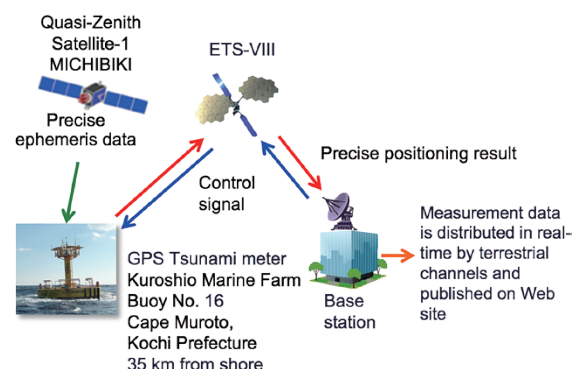 Quasi-Zenith
Satellite-1
MICHIBIKI
ETS-VIII
Precise
ephemeris data
Precise positioning result
Control
signal
GPS Tsunami meter
Kuroshio Marine Farm
Buoy No. 16
Cape Muroto,
Kochi Prefecture
35 km from shore
Base
station
Measurement data
is distributed in real-
time by terrestrial
channels and
published on Web
site